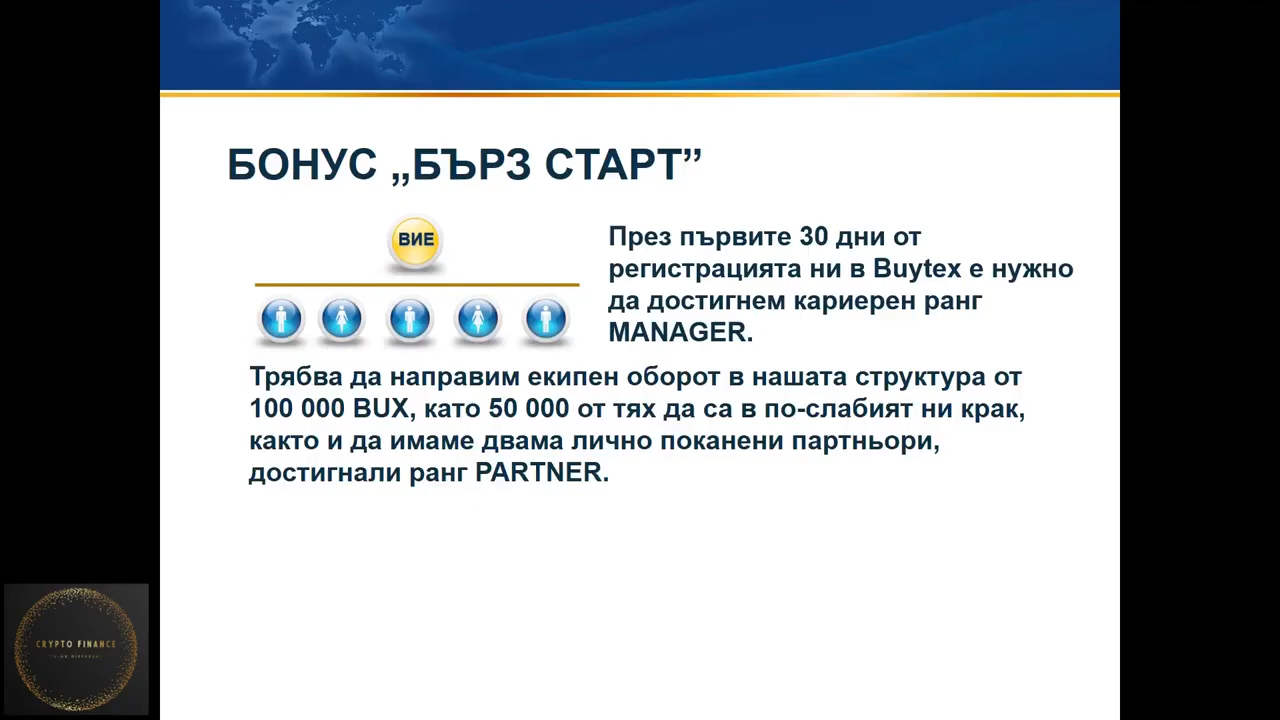 БОНУС „БЪРЗ СТАРТ”
ВИЕ
През първите 30 дни от
регистрацията ни в Buytex е нужно
да достигнем кариерен ранг
MANAGER.
Трябва да направим екипен оборот в нашата структура от
100 000 BUX, като 50 000 от тях да са в по-слабият ни крак,
както и да имаме двама лично поканени партньори,
достигнали ранг PARTNER.
CRYPTO FINANCE